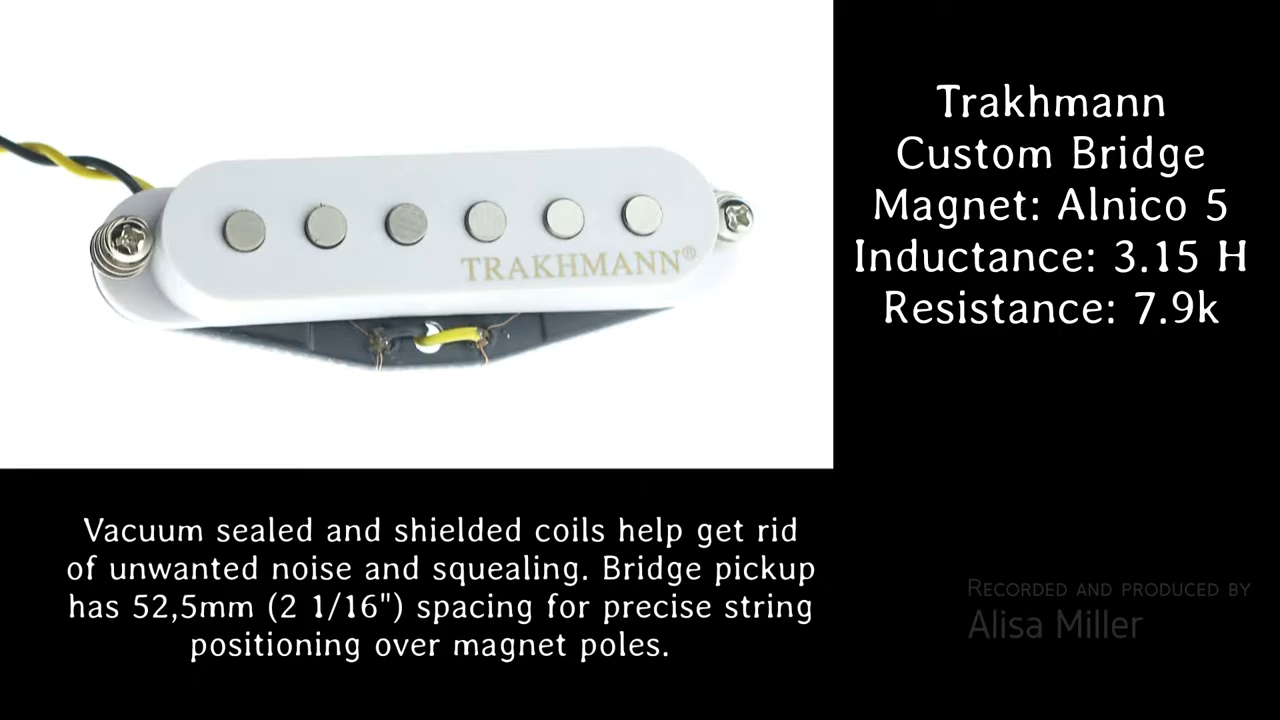 TRAKHMANN®
Trakhmann
Custom Bridge
Magnet: Alnico 5
Inductance: 3.15 H
Resistance: 7.9k
Vacuum sealed and shielded coils help get rid
of unwanted noise and squealing. Bridge pickup
has 52,5mm (2 1/16") spacing for precise string
positioning over magnet poles.
Recorded and produced by
Alisa Miller